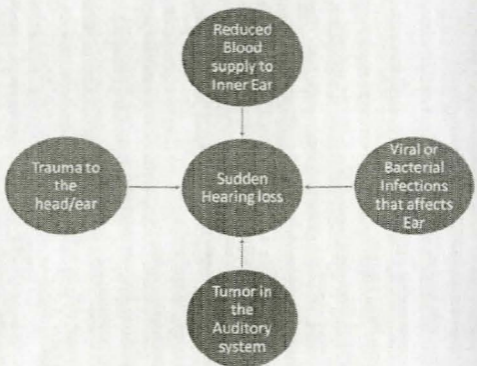 Reduced
Blood
supply to
Inner Ear
Trauma to
the
head/ear
Sudden
Hearing loss
Viral or
Bacterial
Infections
that affects
Ear
Tumor in
the
Auditory
system